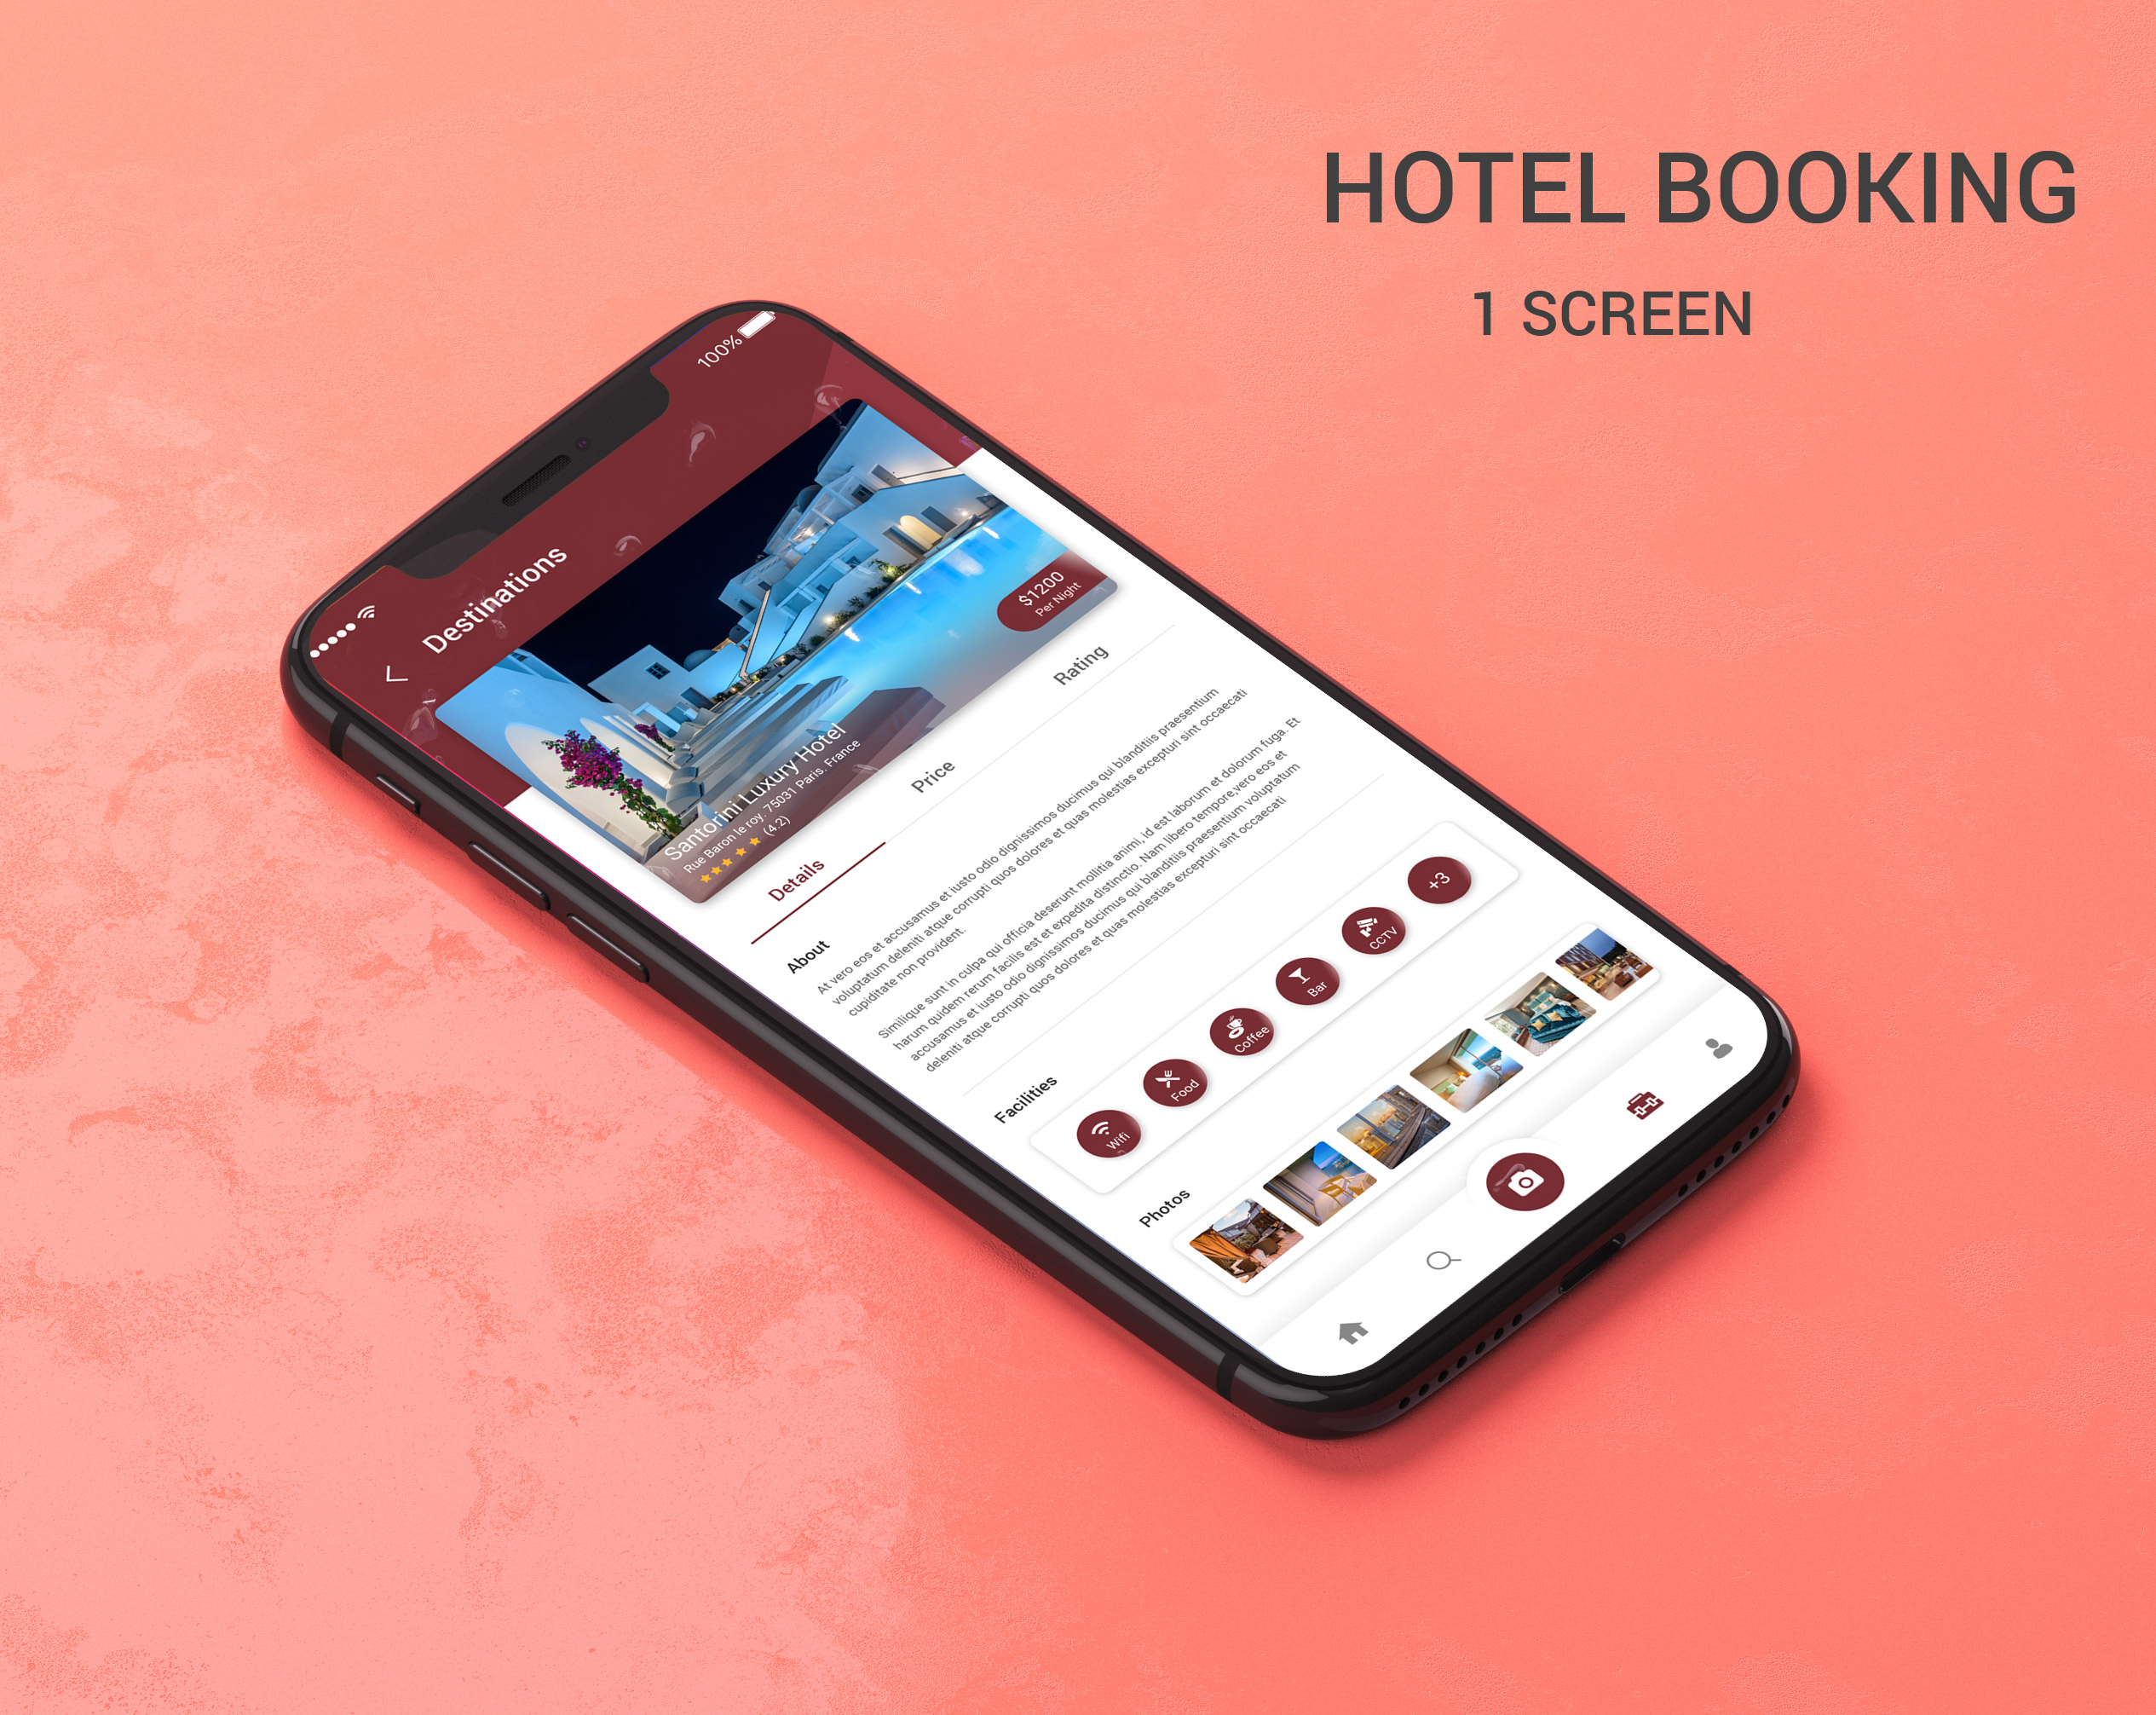 HOTEL BOOKING
1 SCREEN
100%
Destinations
$1200
Per Night
Santorini Luxury Hotel
Rue Baron le roy. 75031 Paris. France
(4.2)
Details
Price
Rating
About
At vero eos et accusamus et iusto odio dignissimos ducimus qui blanditiis praesentium
voluptatum deleniti atque corrupti quos dolores et quas molestias excepturi sint occaecati
cupiditate non provident.
Similique sunt in culpa qui officia deserunt mollitia animi, id est laborum et dolorum fuga. Et
harum quidem rerum facilis est et expedita distinctio. Nam libero tempore,vero eos et
accusamus et iusto odio dignissimos ducimus qui blanditiis praesentium voluptatum
deleniti atque corrupti quos dolores et quas molestias excepturi sint occaecati
Facilities
Wifi
Food
Coffee
Bar
CCTV
+3
Photos